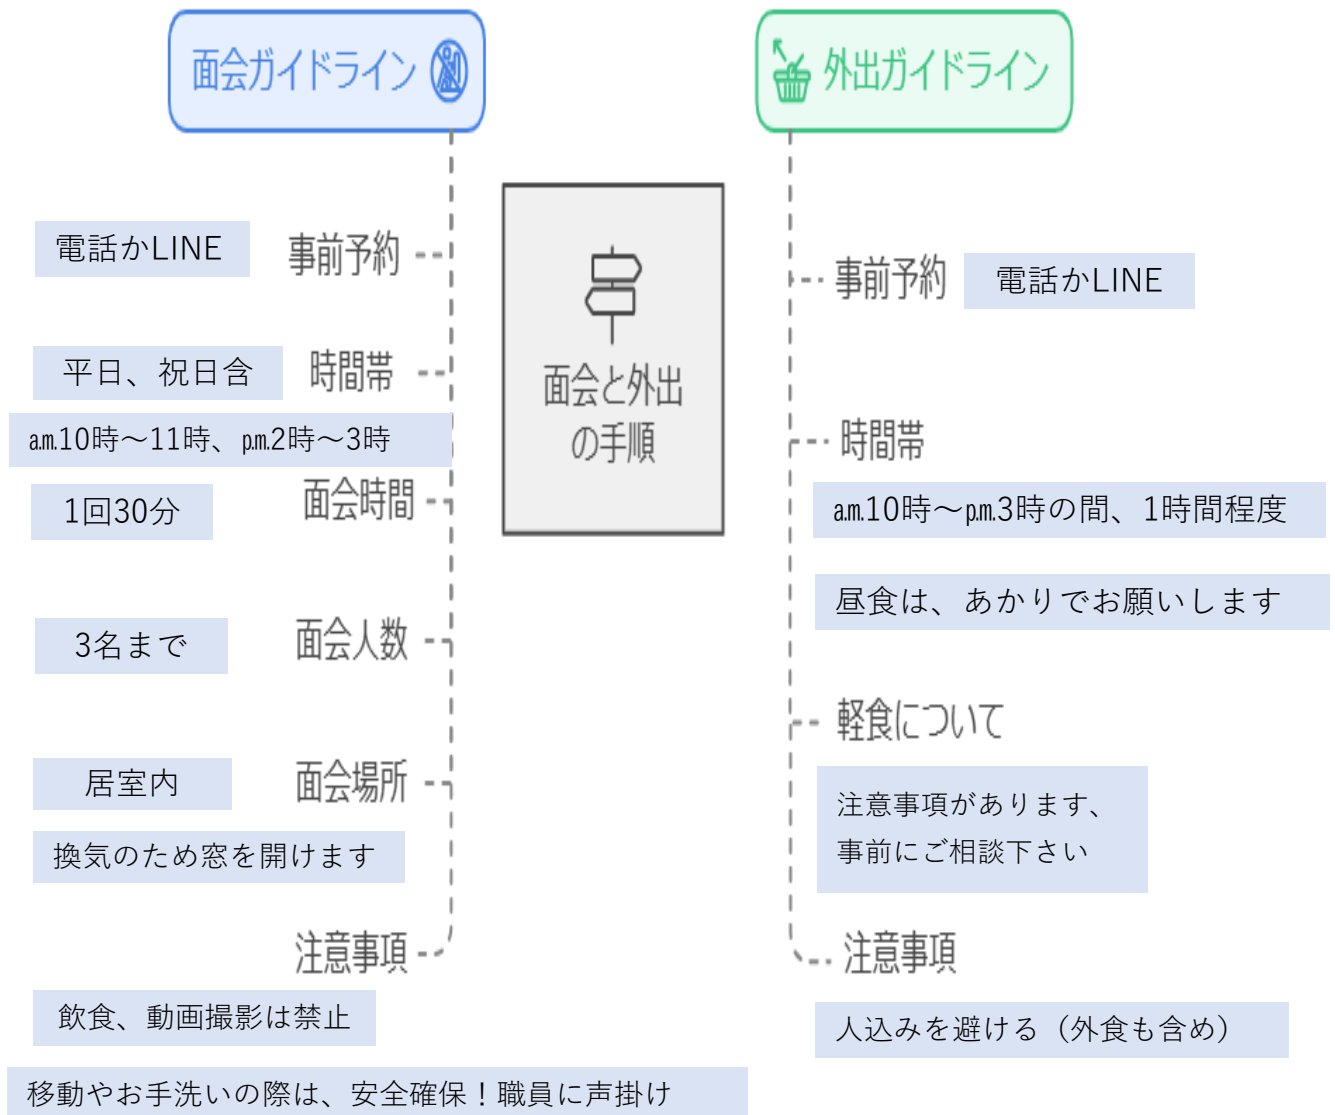 面会ガイドライン
事前予約
電話かLINE
時間帯
平日、祝日含
a.m.10時～11時、p.m.2時～3時
面会時間
1回30分
面会人数
3名まで
面会場所
居室内
換気のため窓を開けます
注意事項
飲食、動画撮影は禁止
移動やお手洗いの際は、安全確保！職員に声掛け
面会と外出
の手順
外出ガイドライン
事前予約
電話かLINE
時間帯
a.m.10時～p.m.3時の間、1時間程度
昼食は、あかりでお願いします
軽食について
注意事項があります、
事前にご相談下さい
注意事項
人込みを避ける（外食も含め）